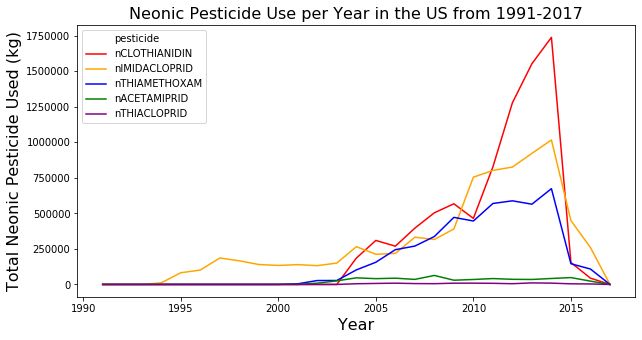 Neonic Pesticide Use per Year in the US from 1991-2017
Total Neonic Pesticide Used (kg)
1750000
1500000
1250000
1000000
750000
500000
250000
0
pesticide
nCLOTHIANIDIN
nIMIDACLOPRID
nTHIAMETHOXAM
nACETAMIPRID
nTHIACLOPRID
1990 1995 2000 2005 2010 2015
Year